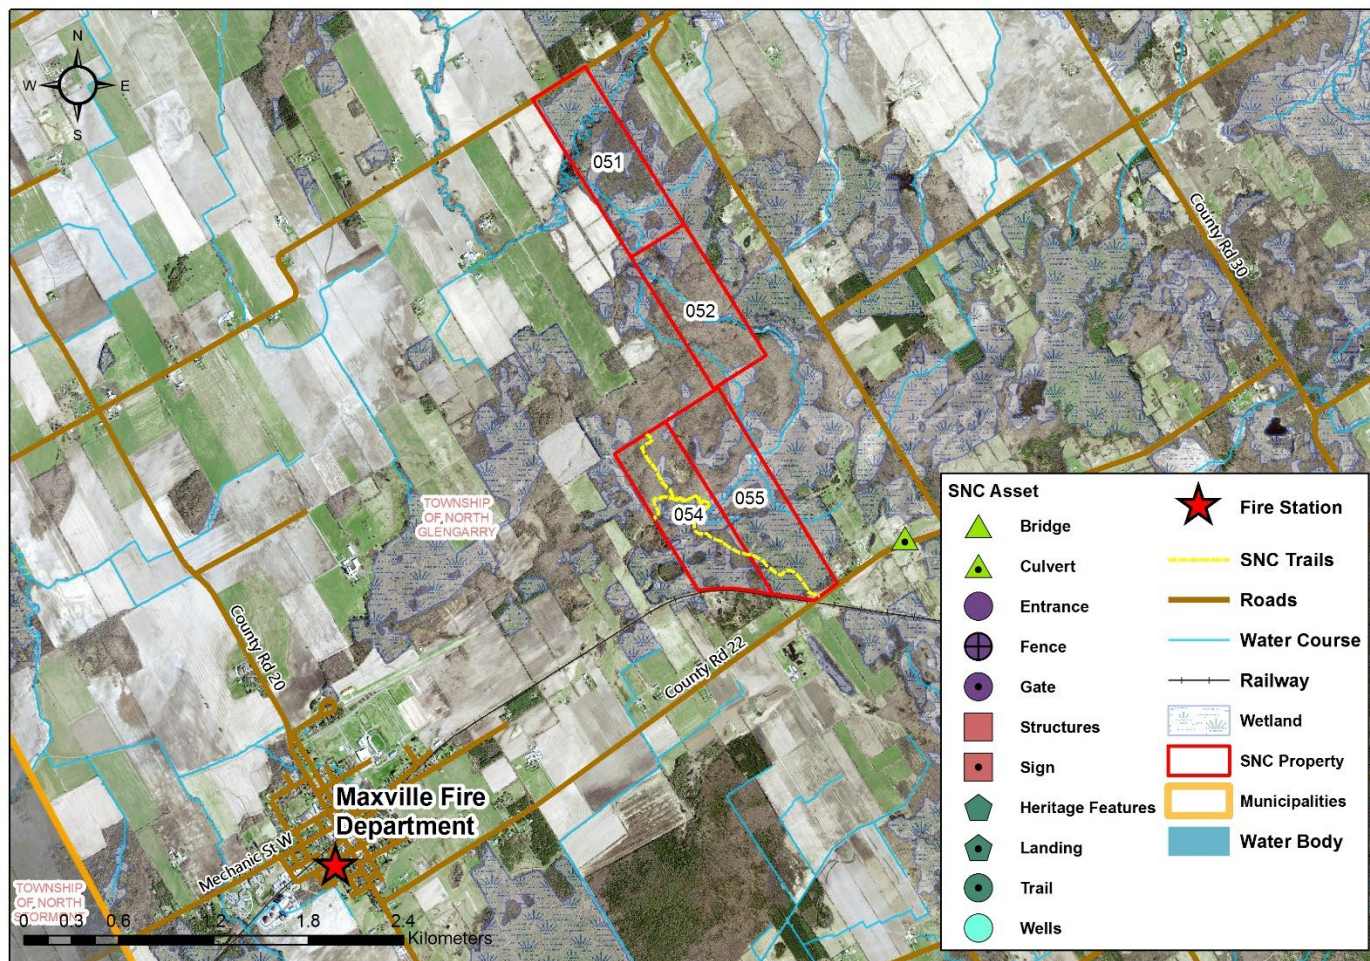 N
W E
S
051
052
County Rd 30
054
055
TOWNSHIP
OF NORTH
GLENGARRY
County Rd 20
County Rd 22
Maxville Fire
Department
Mechanic St W
TOWNSHIP
OF NORTH
STORMONT
0 0.3 0.6 1.2 1.8 2.4
Kilometers
SNC Asset
Bridge
Culvert
Entrance
Fence
Gate
Structures
Sign
Heritage Features
Landing
Trail
Wells
Fire Station
SNC Trails
Roads
Water Course
Railway
Wetland
SNC Property
Municipalities
Water Body